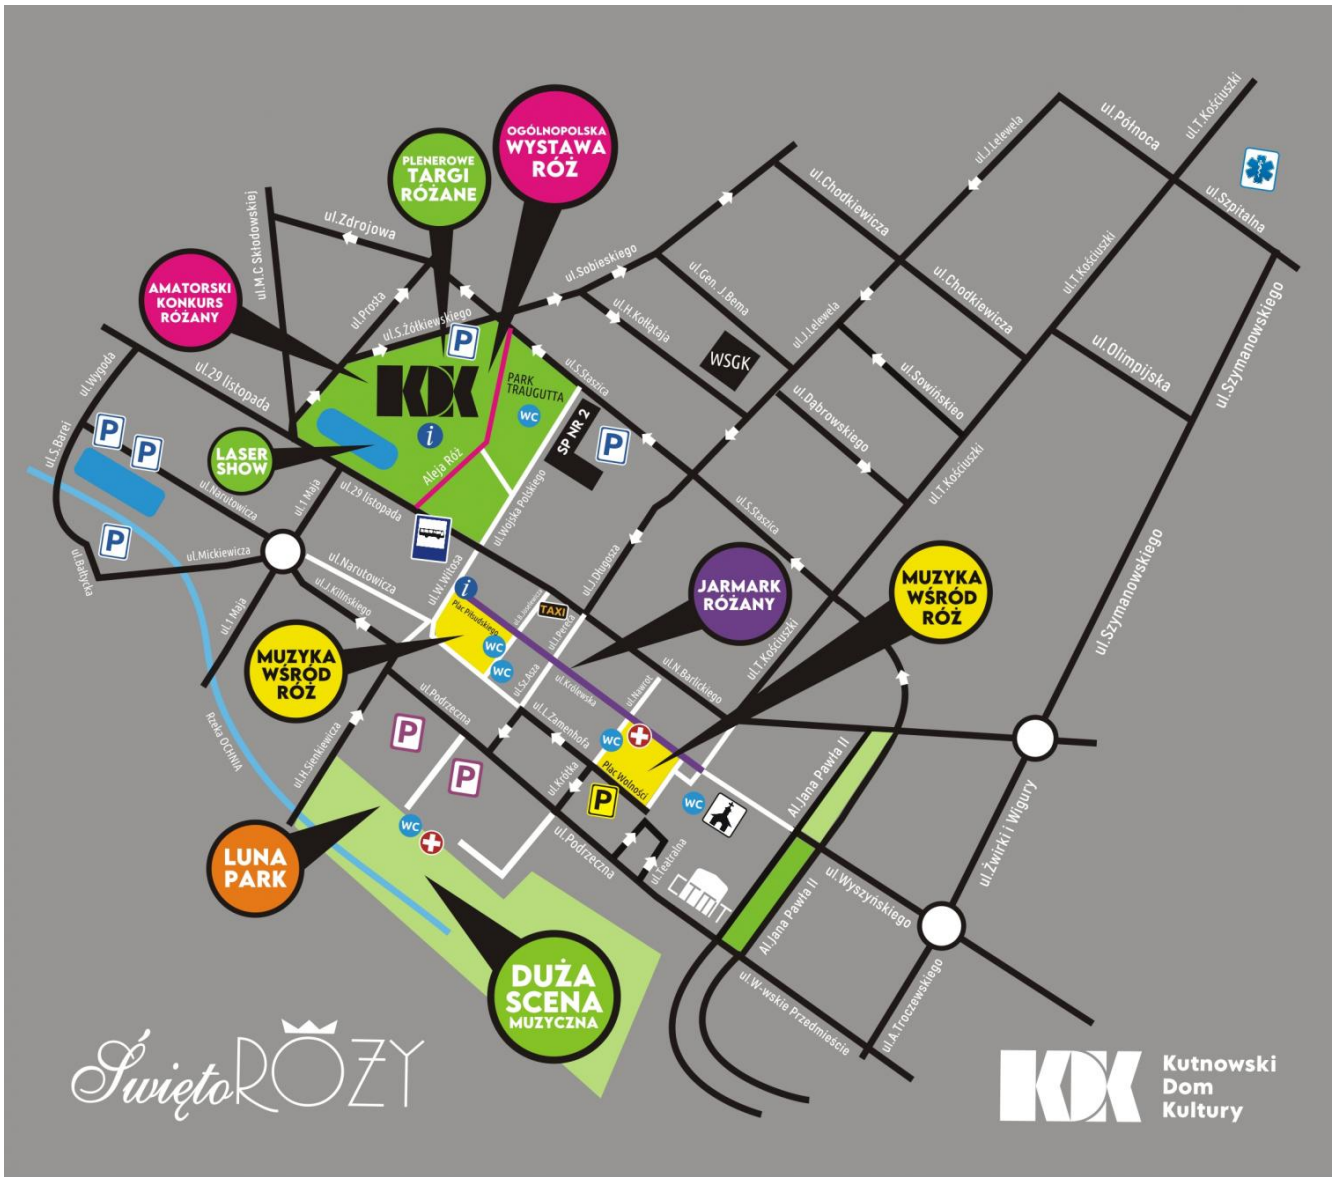 OGÓLNOPOLSKA
WYSTAWA
RÓŻ
PLENEROWE
TARGI
RÓŻANE
AMATORSKI
KONKURS
RÓŻANY
LASER
SHOW
ul.Północa
ul.T.Kościuszki
ul.J.Lelewela
ul.Szpitalna
ul.Chodkiewicza
ul.M.C Skłodowskiej
ul.Zdrojowa
ul.Sobieskiego
ul.Gen. J.Bema
ul.T.Kościuszki
ul.Chodkiewicza
ul.Prosta
ul.S.Żółkiewskiego
ul.H.Kołłątaja
ul.J.Lelewela
ul.Olimpijska
ul.Szymanowskiego
P
WSGK
ul.Wygoda
ul.29 listopada
KDK
PARK
TRAUGUTTA
ul.S.Staszica
ul.Sowińskieo
ul.Dąbrowskiego
WC
i
SP NR 2
P
P
P
ul.S.Barei
Aleja Róż
ul.T.Kościuszki
ul.Narutowicza
ul.1 Maja
ul.29 listopada
ul.Wojska Polskiego
ul.S.Staszica
P
ul.Bałtycka
ul.Mickiewicza
ul.Narutowicza
ul.W.Witosa
ul.J.Długosza
ul.Szymanowskiego
JARMARK
RÓŻANY
MUZYKA
WŚRÓD
RÓŻ
ul.1 Maja
ul.J.Kilińskiego
i
Plac Piłsudskiego
TAXI
ul.I.Pereca
WC
WC
ul.Sz.Asza
ul.Królewska
ul.N.Barlickiego
ul.T.Kościuszki
ul.Nawrot
MUZYKA
WŚRÓD
RÓŻ
Rzeka OCHNIA
ul.H.Sienkiewicza
ul.Podrzeczna
ul.L.Zamenhofa
P
P
WC
Plac Wolności
ul.Krótka
P
WC
Al.Jana Pawła II
ul.Żwirki i Wigury
LUNA
PARK
WC
ul.Podrzeczna
ul.Teatralna
CTMT
Al.Jana Pawła II
ul.Wyszyńskiego
DUŻA
SCENA
MUZYCZNA
ul.W-wskie Przedmieście
ul.A.Troczewskiego
Święto RÓŻY
KDK
Kutnowski
Dom
Kultury